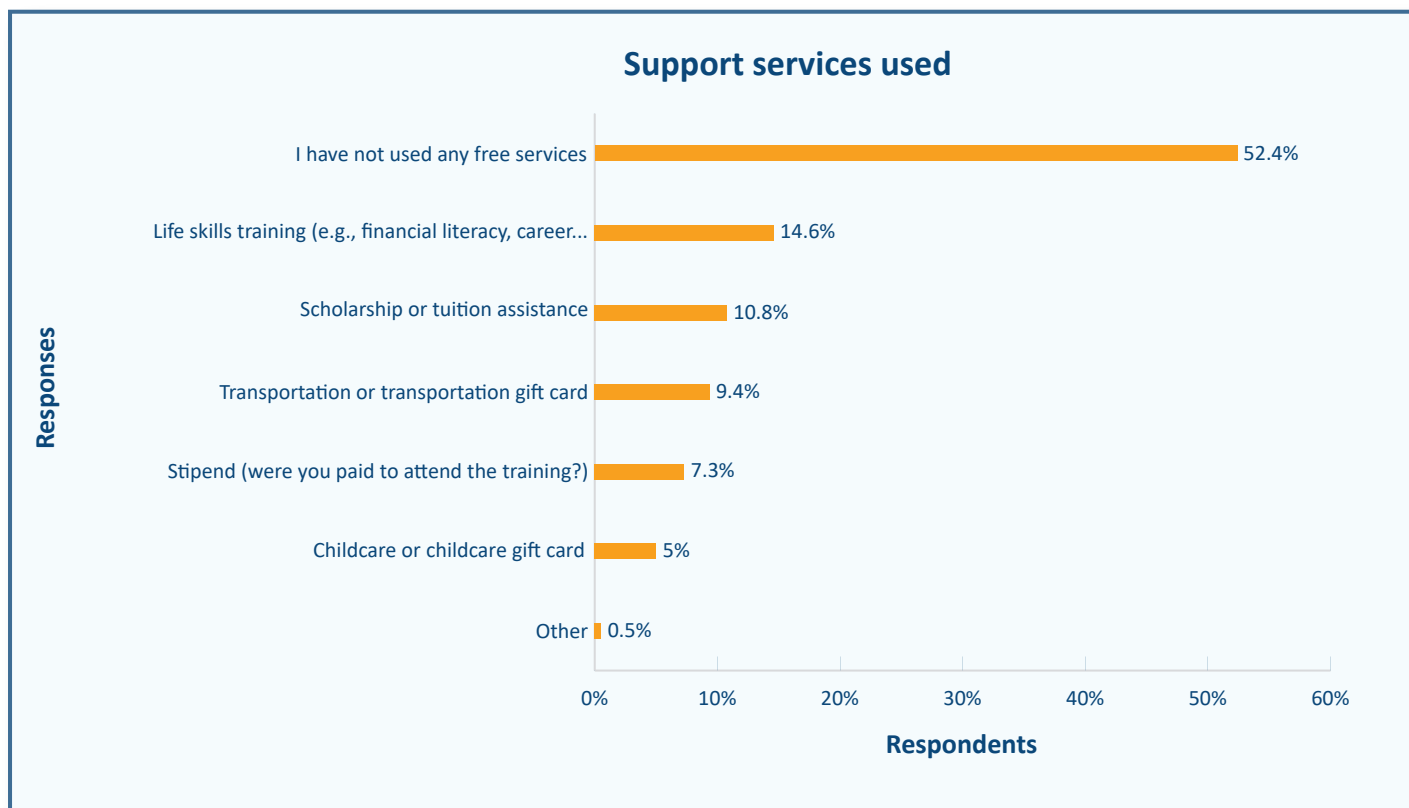 Support services used
I have not used any free services
52.4%
Life skills training (e.g., financial literacy, career...
14.6%
Scholarship or tuition assistance
10.8%
Transportation or transportation gift card
9.4%
Stipend (were you paid to attend the training?)
7.3%
Childcare or childcare gift card
5%
Other
0.5%
Responses
0% 10% 20% 30% 40% 50% 60%
Respondents